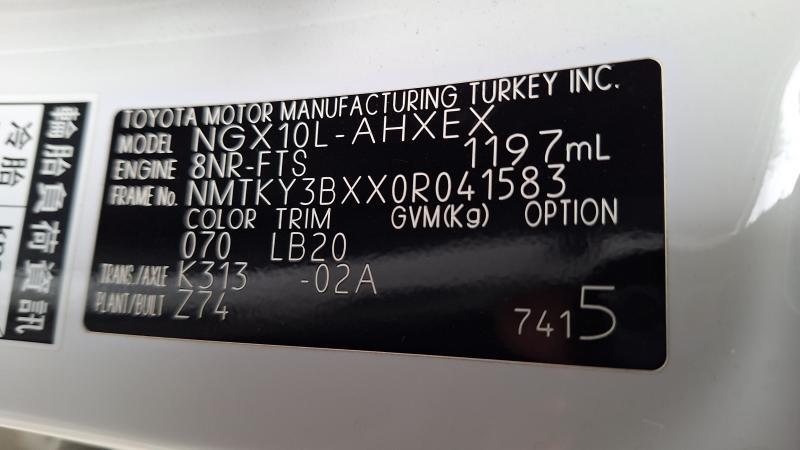 TOYOTA MOTOR MANUFACTURING TURKEY INC.
MODEL NGX10L-AHXEX
ENGINE 8NR-FTS 1197mL
FRAME No. NMTKY3BXX0R041583
COLOR TRIM GVM(Kg) OPTION
070 LB20
TRANS./AXLE K313 -02A
PLANT/BUILT Z74
7415
輪胎負荷資訊
冷胎